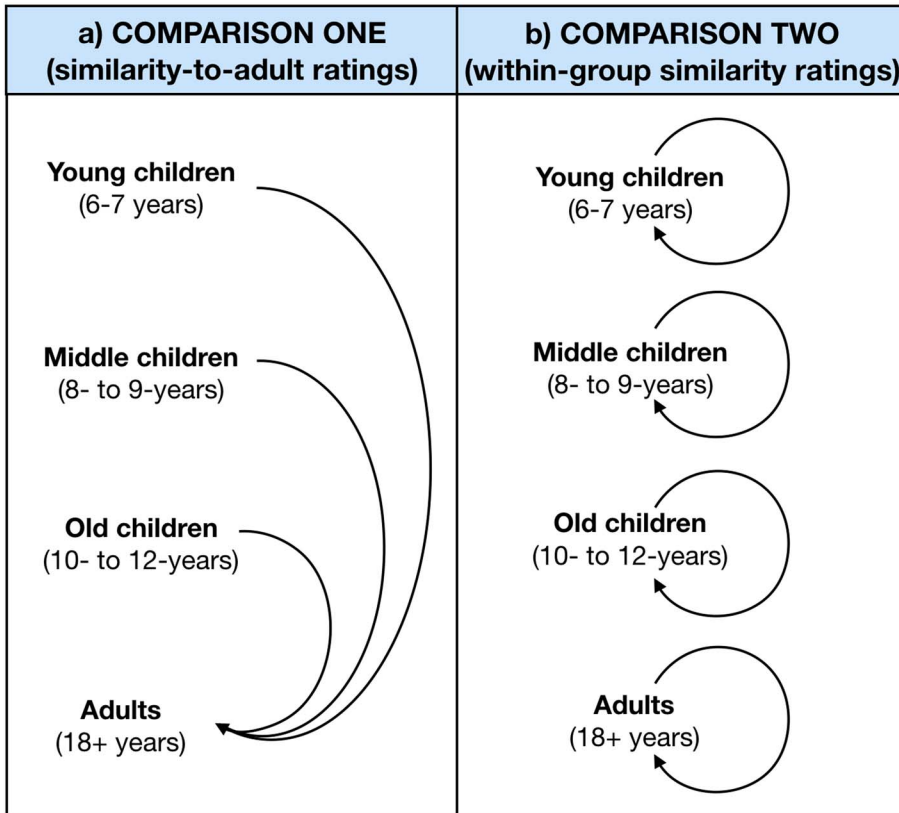 a) COMPARISON ONE
(similarity-to-adult ratings)
Young children
(6-7 years)
Middle children
(8- to 9-years)
Old children
(10- to 12-years)
Adults
(18+ years)
b) COMPARISON TWO
(within-group similarity ratings)
Young children
(6-7 years)
Middle children
(8- to 9-years)
Old children
(10- to 12-years)
Adults
(18+ years)